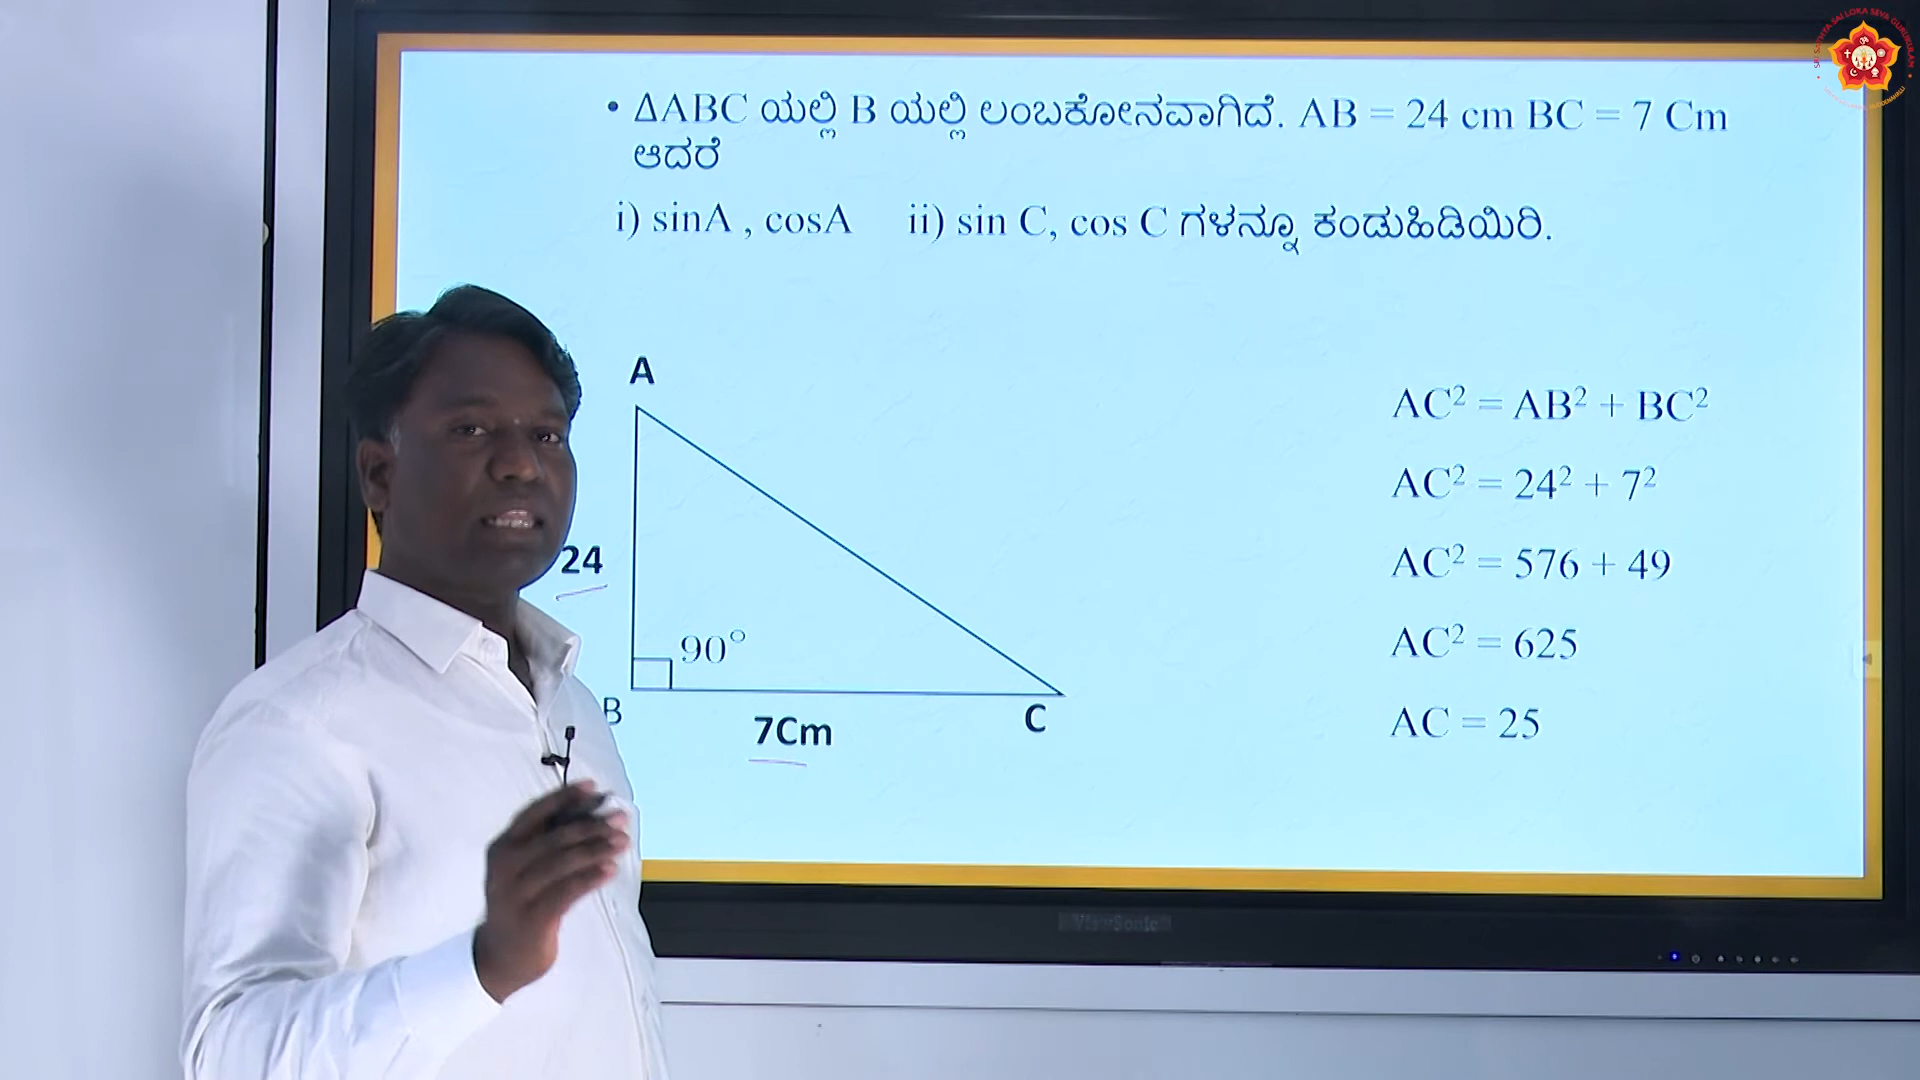 • ΔABC ಯಲ್ಲಿ B ಯಲ್ಲಿ ಲಂಬಕೋನವಾಗಿದೆ. AB = 24 cm BC = 7 Cm
ಆದರೆ
i) sinA , cosA ii) sin C, cos C ಗಳನ್ನೂ ಕಂಡುಹಿಡಿಯಿರಿ.
A
24
90°
B
7Cm
C
AC² = AB² + BC²
AC² = 24² + 7²
AC² = 576 + 49
AC² = 625
AC = 25
ViewSonic